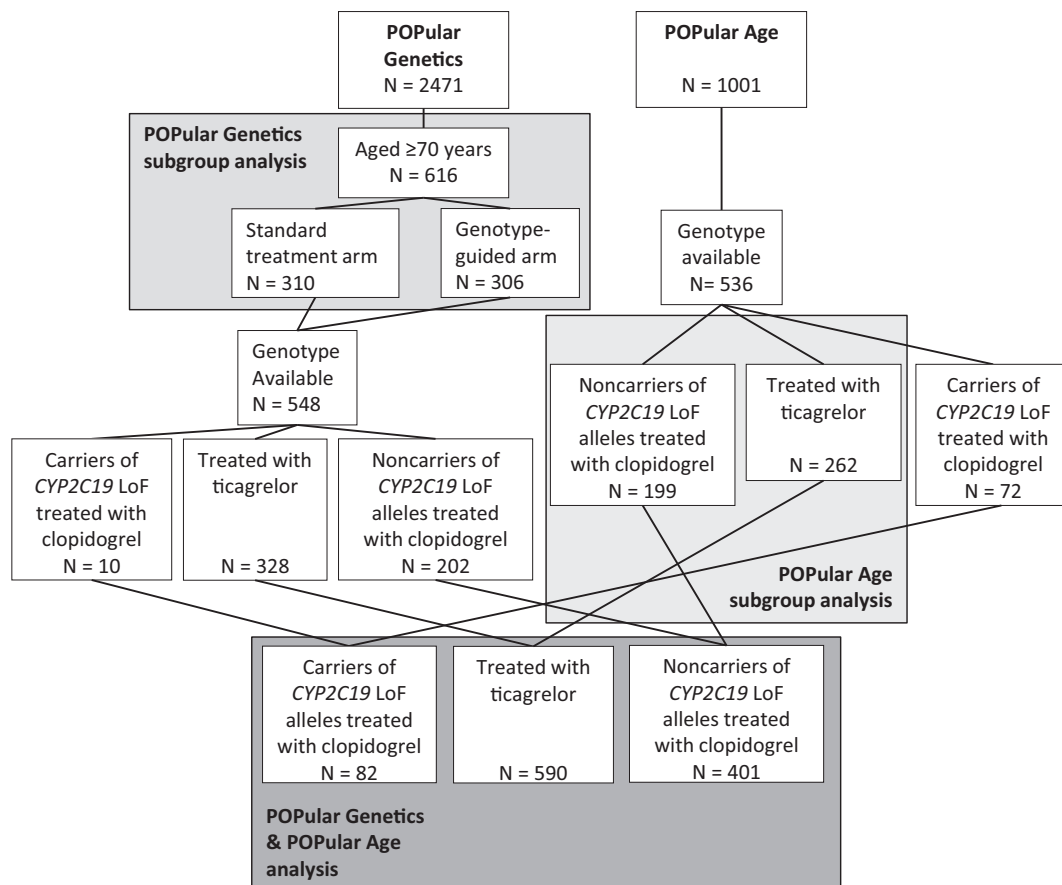 POPular
Genetics
N = 2471
POPular Age
N = 1001
POPular Genetics
subgroup analysis
Aged ≥70 years
N = 616
Standard
treatment arm
N = 310
Genotype-
guided arm
N = 306
Genotype
available
N= 536
Genotype
Available
N = 548
Noncarriers of
CYP2C19 LoF
alleles treated
with clopidogrel
N = 199
Treated with
ticagrelor
N = 262
Carriers of
CYP2C19 LoF
treated with
clopidogrel
N = 72
Carriers of
CYP2C19 LoF
treated with
clopidogrel
N = 10
Treated with
ticagrelor
N = 328
Noncarriers of
CYP2C19 LoF
alleles treated
with clopidogrel
N = 202
POPular Age
subgroup analysis
Carriers of
CYP2C19 LoF
alleles treated
with clopidogrel
N = 82
Treated with
ticagrelor
N = 590
Noncarriers of
CYP2C19 LoF
alleles treated
with clopidogrel
N = 401
POPular Genetics
& POPular Age
analysis